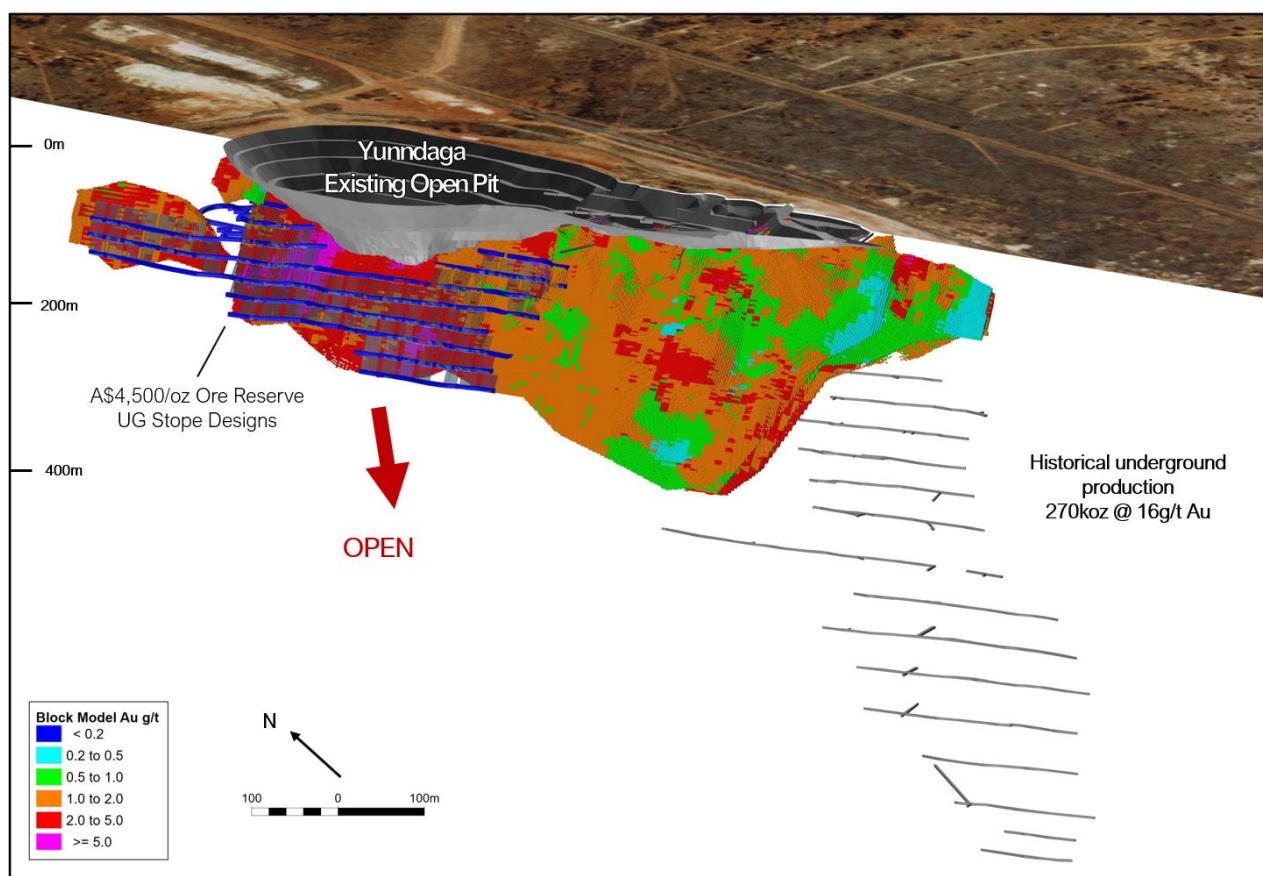 Yunndaga
Existing Open Pit
0m
200m
400m
A$4,500/oz Ore Reserve
UG Stope Designs
OPEN
Historical underground
production
270koz @ 16g/t Au
Block Model Au g/t
< 0.2
0.2 to 0.5
0.5 to 1.0
1.0 to 2.0
2.0 to 5.0
>= 5.0
N
100 0 100m